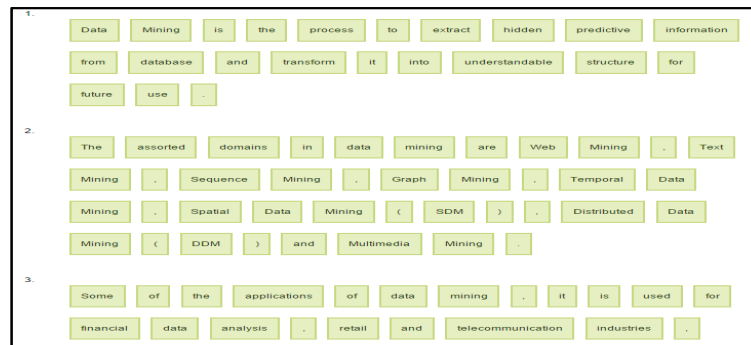 1.
Data Mining is the process to extract hidden predictive information
from database and transform it into understandable structure for
future use .
2.
The assorted domains in data mining are Web Mining , Text
Mining , Sequence Mining , Graph Mining , Temporal Data
Mining , Spatial Data Mining ( SDM ) , Distributed Data
Mining ( DDM ) and Multimedia Mining .
3.
Some of the applications of data mining , it is used for
financial data analysis , retail and telecommunication industries ,